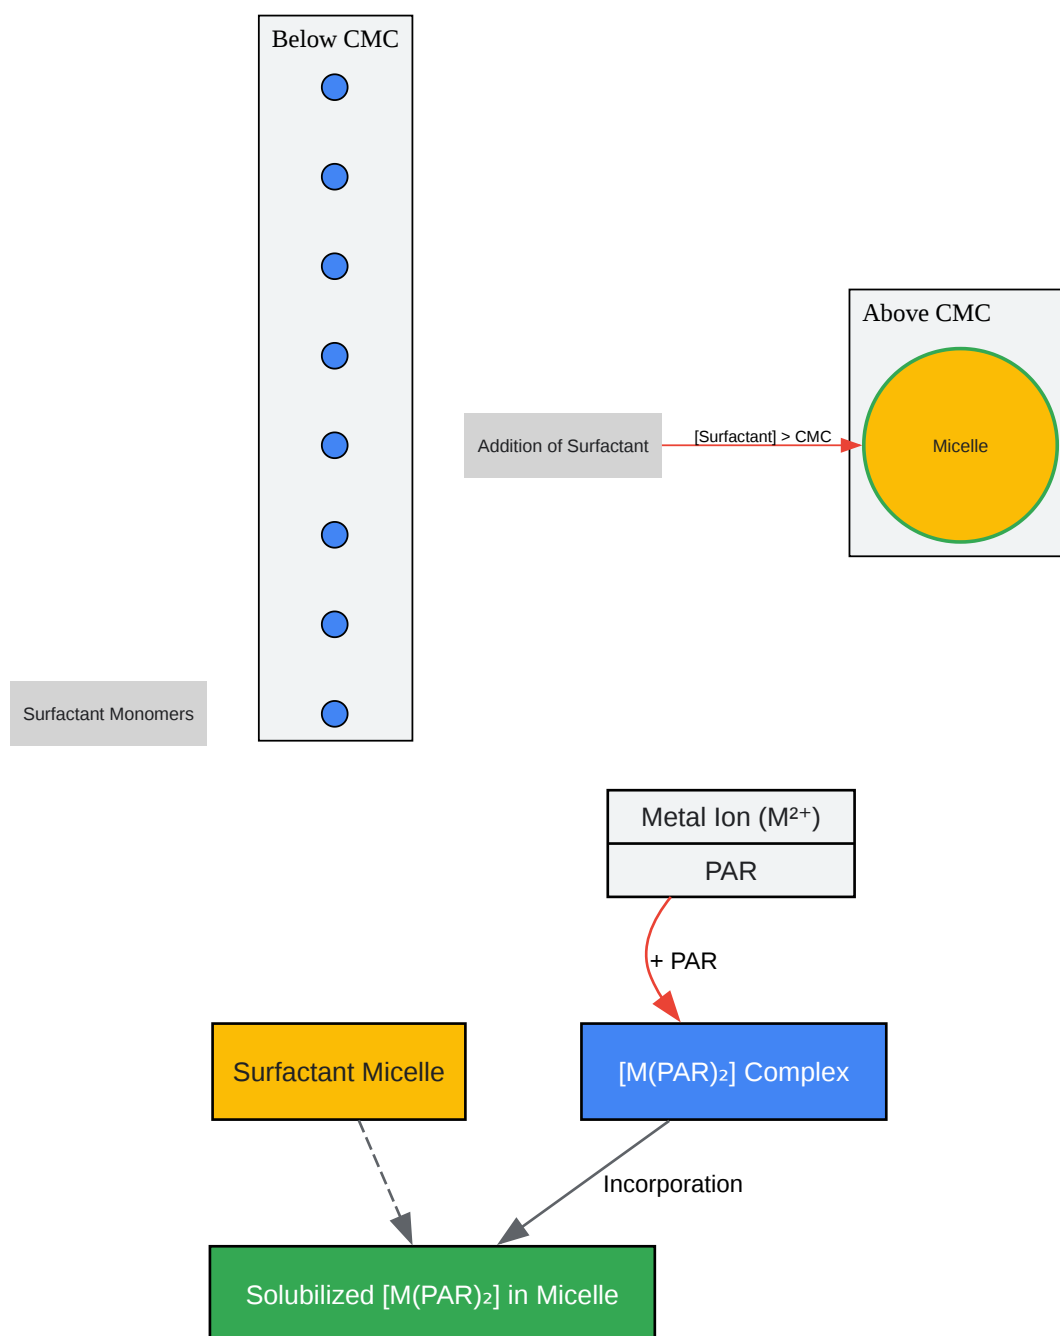 Below CMC
Above CMC
Addition of Surfactant
[Surfactant] > CMC
Micelle
Surfactant Monomers
Metal Ion (M²⁺)
PAR
+ PAR
Surfactant Micelle
[M(PAR)₂] Complex
Incorporation
Solubilized [M(PAR)₂] in Micelle